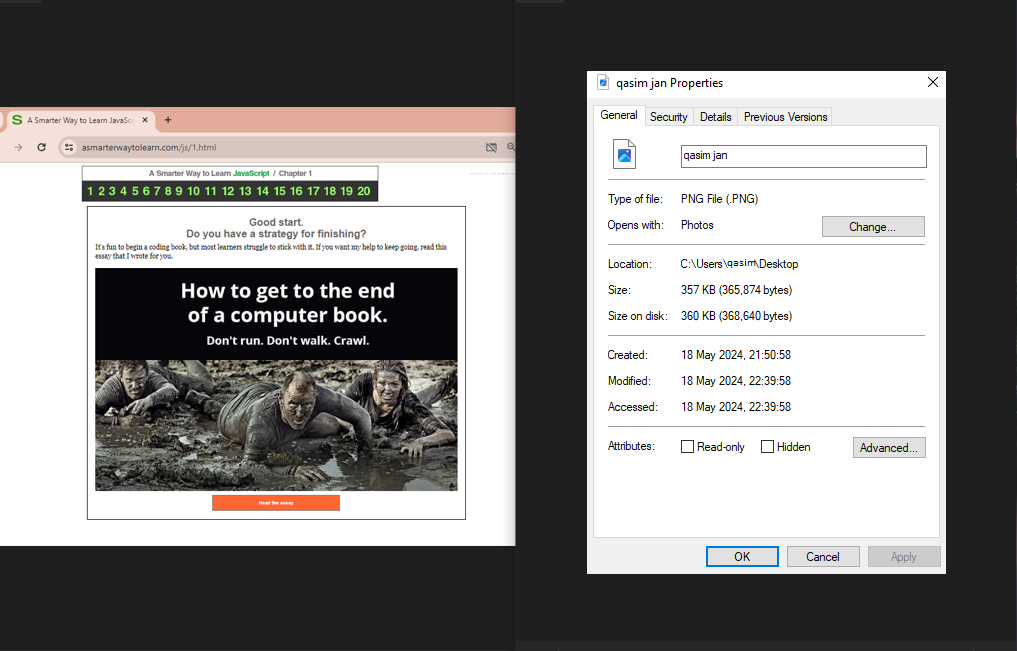 A Smarter Way to Learn JavaSc
asmarterwaytolearn.com/js/1.html
A Smarter Way to Learn JavaScript / Chapter 1
1 2 3 4 5 6 7 8 9 10 11 12 13 14 15 16 17 18 19 20
Good start.
Do you have a strategy for finishing?
It's fun to begin a coding book, but most learners struggle to stick with it. If you want my help to keep going, read this
essay that I wrote for you.
How to get to the end
of a computer book.
Don't run. Don't walk. Crawl.
Read the essay
qasim jan Properties
General Security Details Previous Versions
qasim jan
Type of file: PNG File (.PNG)
Opens with: Photos Change...
Location: C:\Users\qasim\Desktop
Size: 357 KB (365,874 bytes)
Size on disk: 360 KB (368,640 bytes)
Created: 18 May 2024, 21:50:58
Modified: 18 May 2024, 22:39:58
Accessed: 18 May 2024, 22:39:58
Attributes: Read-only Hidden Advanced...
OK Cancel Apply